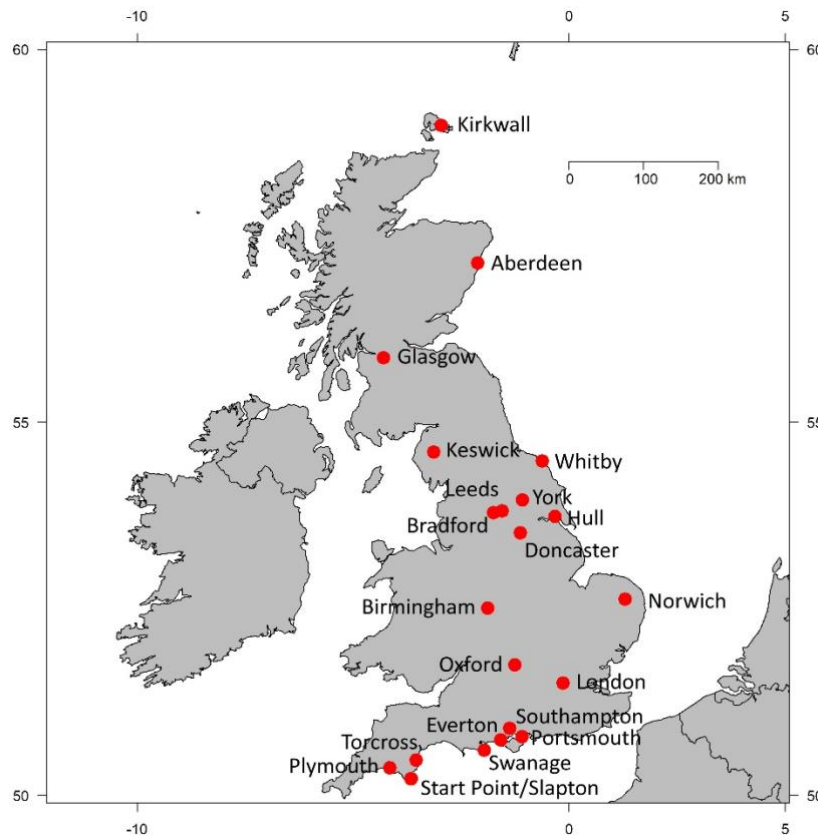 -10 0 5
60 60
Kirkwall
0 100 200 km
Aberdeen
Glasgow
55 55
Keswick
Whitby
Leeds
York
Bradford
Hull
Doncaster
Birmingham
Norwich
Oxford
London
Southampton
Everton
Portsmouth
Torcross
Swanage
Plymouth
Start Point/Slapton
50 50
-10 0 5